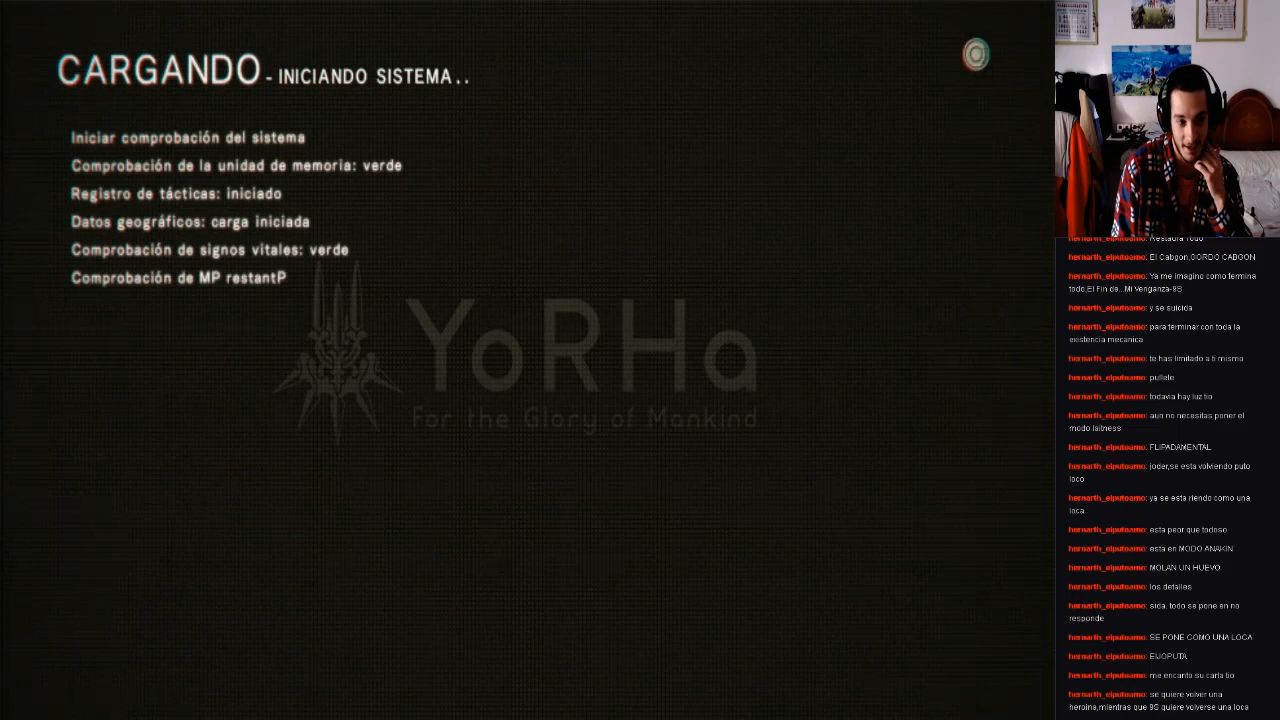 CARGANDO - INICIANDO SISTEMA..
Iniciar comprobación del sistema
Comprobación de la unidad de memoria: verde
Registro de tácticas: iniciado
Datos geográficos: carga iniciada
Comprobación de signos vitales: verde
Comprobación de MP restantP
YoRHa
The Glory of Mankind
hernarth_elputoamo: Restadra Todo
hernarth_elputoamo: El Cabgon,GORDO CABGON
hernarth_elputoamo: Ya me Imagino como termina
todo,El Fin de...Mi Venganza-9S
hernarth_elputoamo: y se suicida
hernarth_elputoamo: para terminar con toda la
existencia mecanica
hernarth_elputoamo: te has limitado a ti mismo
hernarth_elputoamo: pullete
hernarth_elputoamo: todavia hay luz tio
hernarth_elputoamo: aun no necesitas poner el
modo laitness
hernarth_elputoamo: FLIPADAMENTAL
hernarth_elputoamo: joder,se esta volviendo puto
loco
hernarth_elputoamo: ya se esta riendo como una
loca
hernarth_elputoamo: esta peor que todoso
hernarth_elputoamo: esta en MODO ANAKIN
hernarth_elputoamo: MOLAN UN HUEVO
hernarth_elputoamo: los detalles
hernarth_elputoamo: sida. todo se pone en no
responde
hernarth_elputoamo: SE PONE COMO UNA LOCA
hernarth_elputoamo: EIJOPUTA
hernarth_elputoamo: me encanto su carta tio
hernarth_elputoamo: se quiere volver una
heroina,mientras que 9S quiere volverse una loca